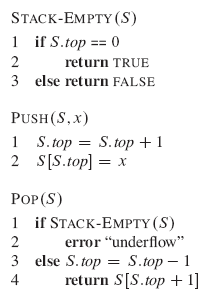 STACK-EMPTY(S)
1 if S.top == 0
2 return TRUE
3 else return FALSE
PUSH(S, x)
1 S.top = S.top + 1
2 S[S.top] = x
POP(S)
1 if STACK-EMPTY(S)
2 error “underflow”
3 else S.top = S.top − 1
4 return S[S.top + 1]